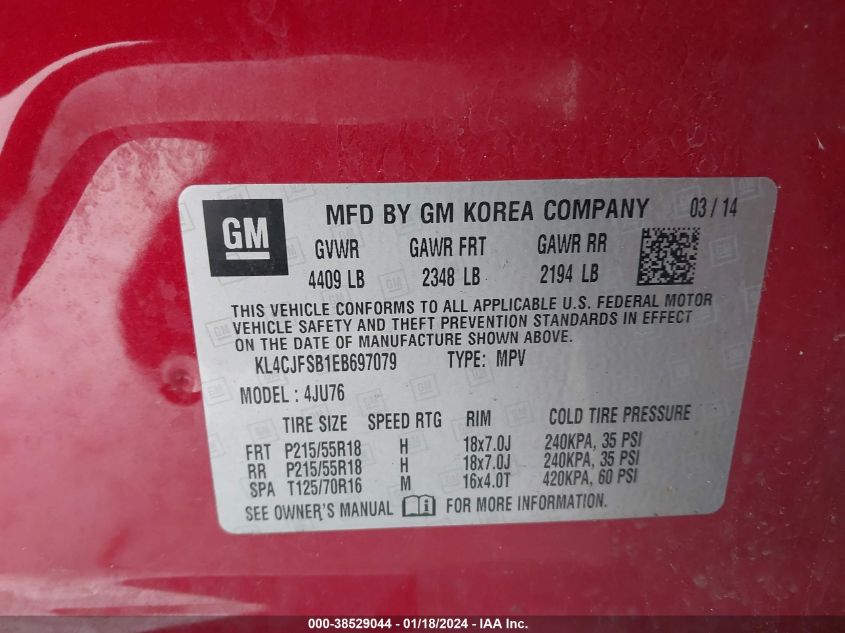 GM
MFD BY GM KOREA COMPANY 03 / 14
GVWR GAWR FRT GAWR RR
4409 LB 2348 LB 2194 LB
THIS VEHICLE CONFORMS TO ALL APPLICABLE U.S. FEDERAL MOTOR
VEHICLE SAFETY AND THEFT PREVENTION STANDARDS IN EFFECT
ON THE DATE OF MANUFACTURE SHOWN ABOVE.
KL4CJFSB1EB697079 TYPE: MPV
MODEL : 4JU76
TIRE SIZE SPEED RTG RIM COLD TIRE PRESSURE
FRT P215/55R18 H 18x7.0J 240KPA, 35 PSI
RR P215/55R18 H 18x7.0J 240KPA, 35 PSI
SPA T125/70R16 M 16x4.0T 420KPA, 60 PSI
SEE OWNER'S MANUAL FOR MORE INFORMATION.
000-38529044 - 01/18/2024 - IAA Inc.